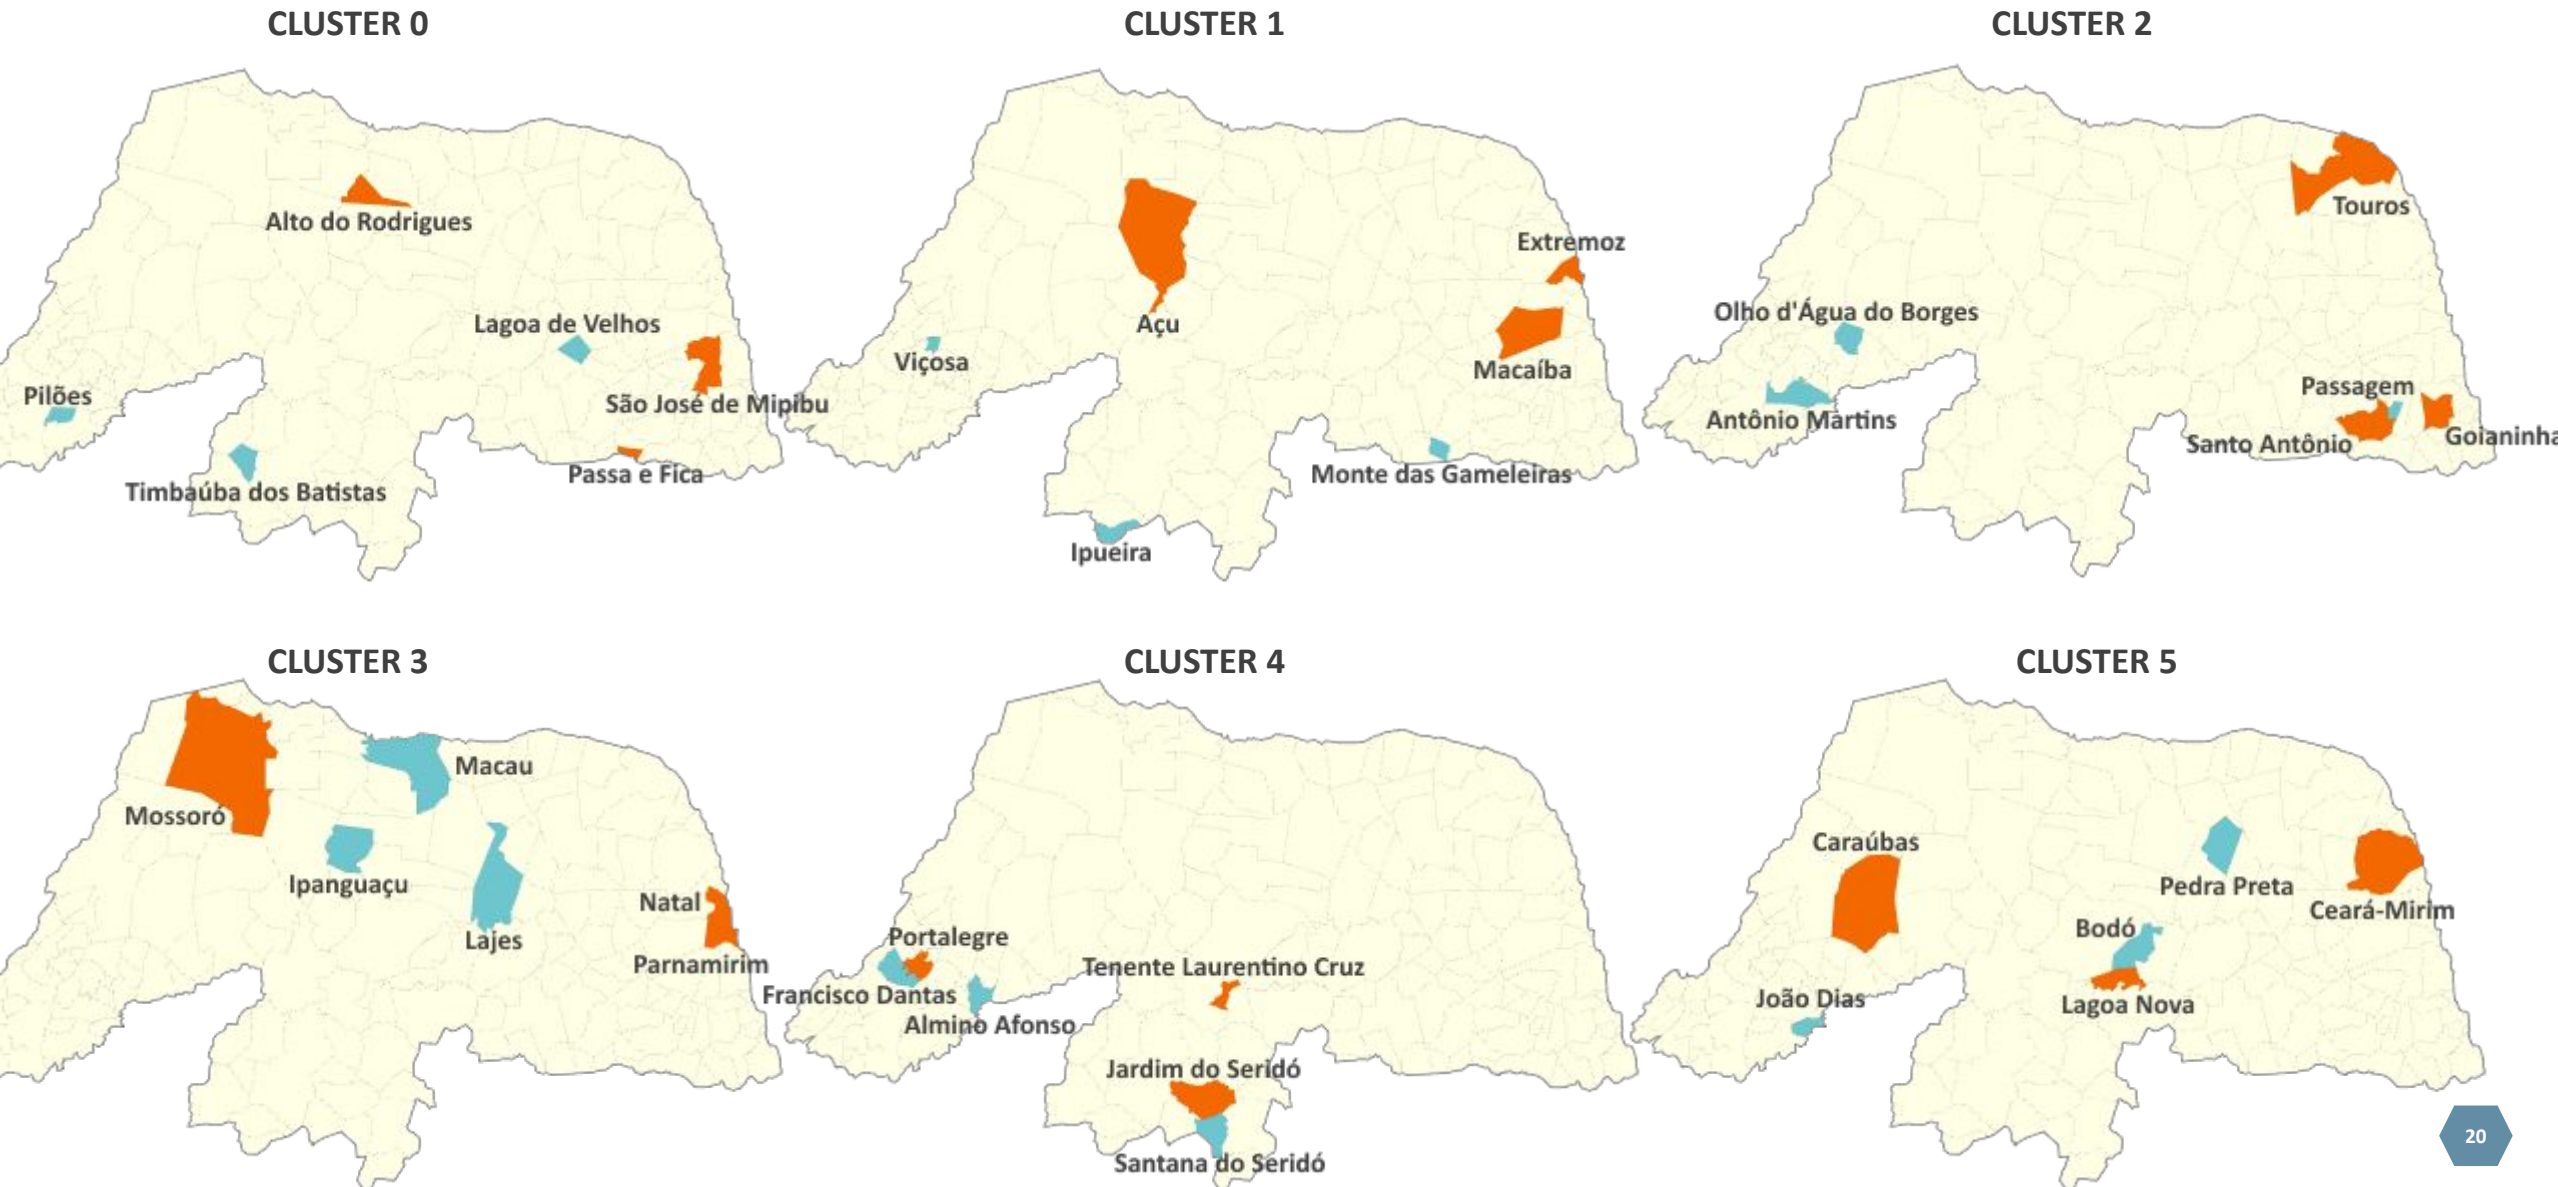 CLUSTER 0
Alto do Rodrigues
Lagoa de Velhos
Pilões
São José de Mipibu
Passa e Fica
Timbaúba dos Batistas
CLUSTER 1
Extremoz
Açu
Viçosa
Macaíba
Monte das Gameleiras
Ipueira
CLUSTER 2
Touros
Olho d'Água do Borges
Passagem
Antônio Martins
Santo Antônio
Goianinha
CLUSTER 3
Macau
Mossoró
Ipanguaçu
Natal
Lajes
Parnamirim
CLUSTER 4
Portalegre
Tenente Laurentino Cruz
Francisco Dantas
Almino Afonso
Jardim do Seridó
Santana do Seridó
CLUSTER 5
Caraúbas
Pedra Preta
Ceará-Mirim
Bodó
João Dias
Lagoa Nova
20